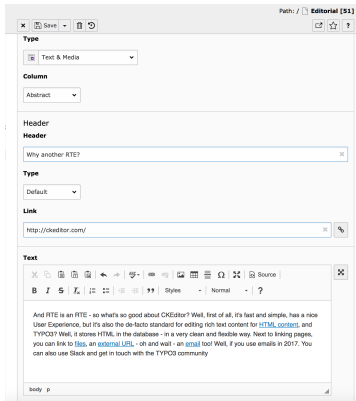 Path: / Editorial [51]
Save
Type
Text & Media
Column
Abstract
Header
Header
Why another RTE?
Type
Default
Link
http://ckeditor.com/
Text
Source
B I S Tx Styles Normal ?
And RTE is an RTE - so what's so good about CKEditor? Well, first of all, it's fast and simple, has a nice
User Experience, but it's also the de-facto standard for editing rich text content for HTML content, and
TYPO3? Well, it stores HTML in the database - in a very clean and flexible way. Next to linking pages,
you can link to files, an external URL - oh and wait - an email too! Well, if you use emails in 2017. You
can also use Slack and get in touch with the TYPO3 community
body p